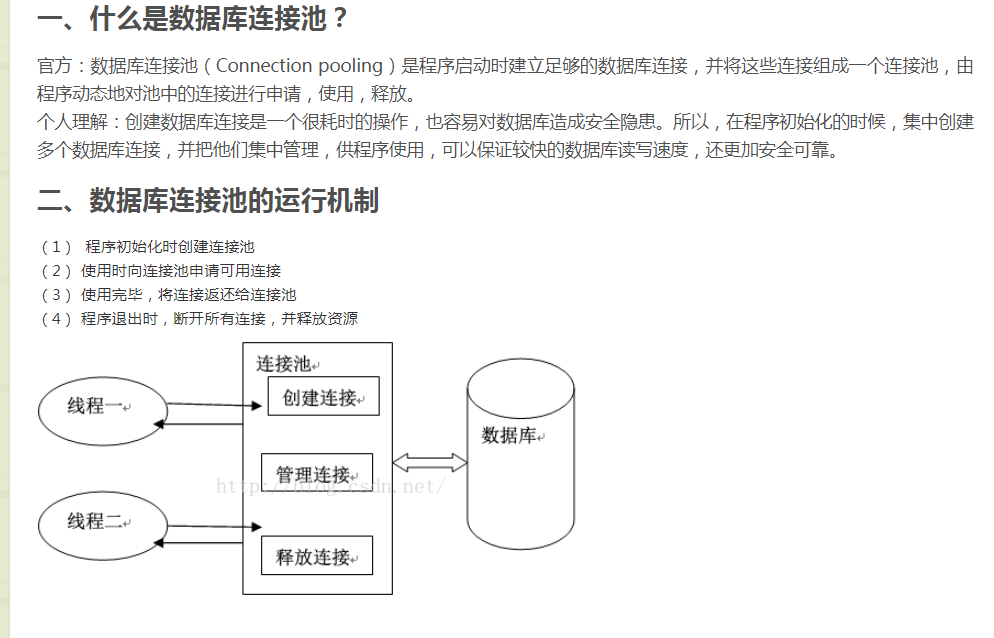 一、什么是数据库连接池？
官方：数据库连接池（Connection pooling）是程序启动时建立足够的数据库连接，并将这些连接组成一个连接池，由
程序动态地对池中的连接进行申请，使用，释放。
个人理解：创建数据库连接是一个很耗时的操作，也容易对数据库造成安全隐患。所以，在程序初始化的时候，集中创建
多个数据库连接，并把他们集中管理，供程序使用，可以保证较快的数据库读写速度，还更加安全可靠。
二、数据库连接池的运行机制
（1） 程序初始化时创建连接池
（2） 使用时向连接池申请可用连接
（3） 使用完毕，将连接返还给连接池
（4） 程序退出时，断开所有连接，并释放资源
连接池
创建连接
线程一
数据库
管理连接
http://blog.csdn.net/
线程二
释放连接